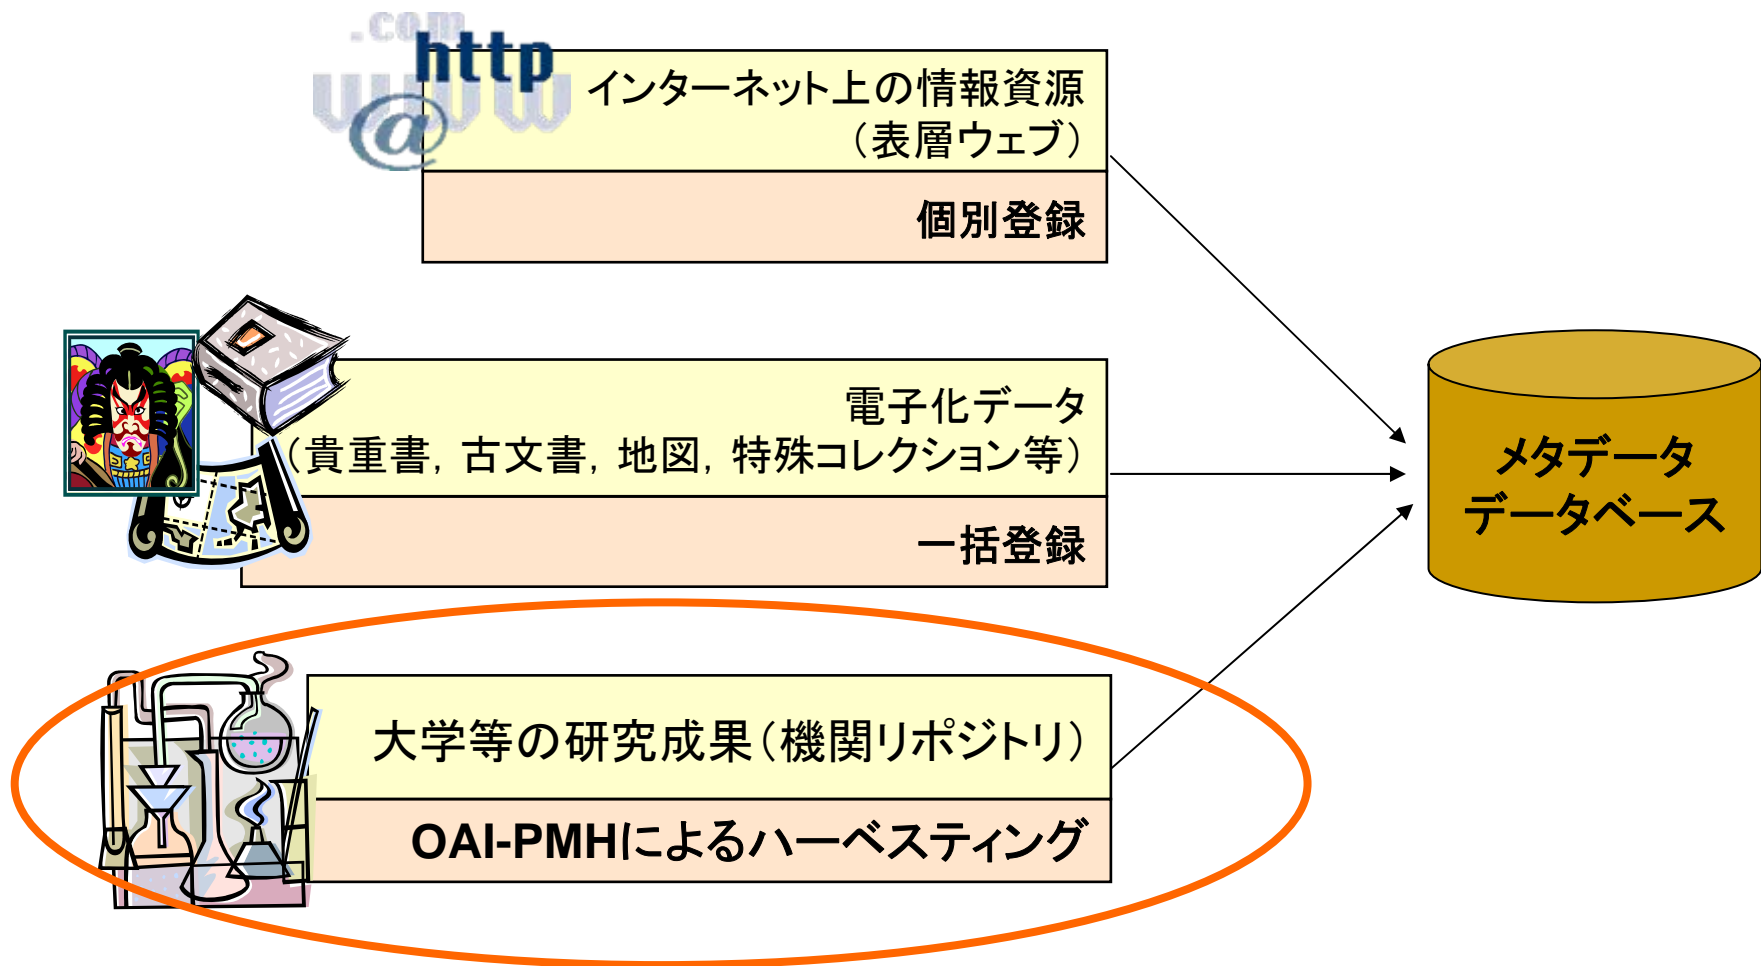 .com
http
www
@
インターネット上の情報資源
（表層ウェブ）
個別登録
電子化データ
（貴重書，古文書，地図，特殊コレクション等）
一括登録
大学等の研究成果（機関リポジトリ）
OAI-PMHによるハーベスティング
メタデータ
データベース